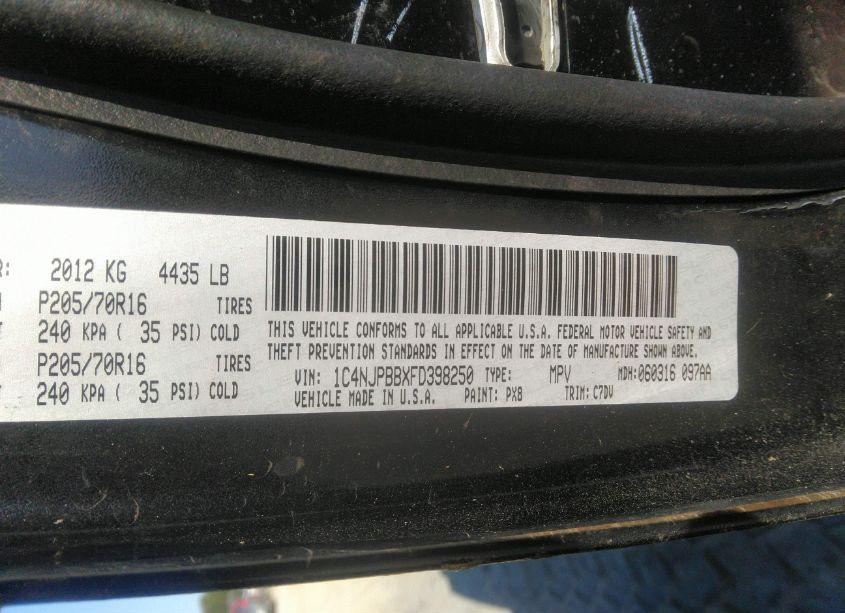 R: 2012 KG 4435 LB
P205/70R16 TIRES
240 KPA ( 35 PSI) COLD
P205/70R16 TIRES
240 KPA ( 35 PSI) COLD
THIS VEHICLE CONFORMS TO ALL APPLICABLE U.S.A. FEDERAL MOTOR VEHICLE SAFETY AND
THEFT PREVENTION STANDARDS IN EFFECT ON THE DATE OF MANUFACTURE SHOWN ABOVE.
VIN: 1C4NJPBBXFD398250 TYPE: MPV MDH:060316 097AA
VEHICLE MADE IN U.S.A. PAINT: PX8 TRIM: C7DV